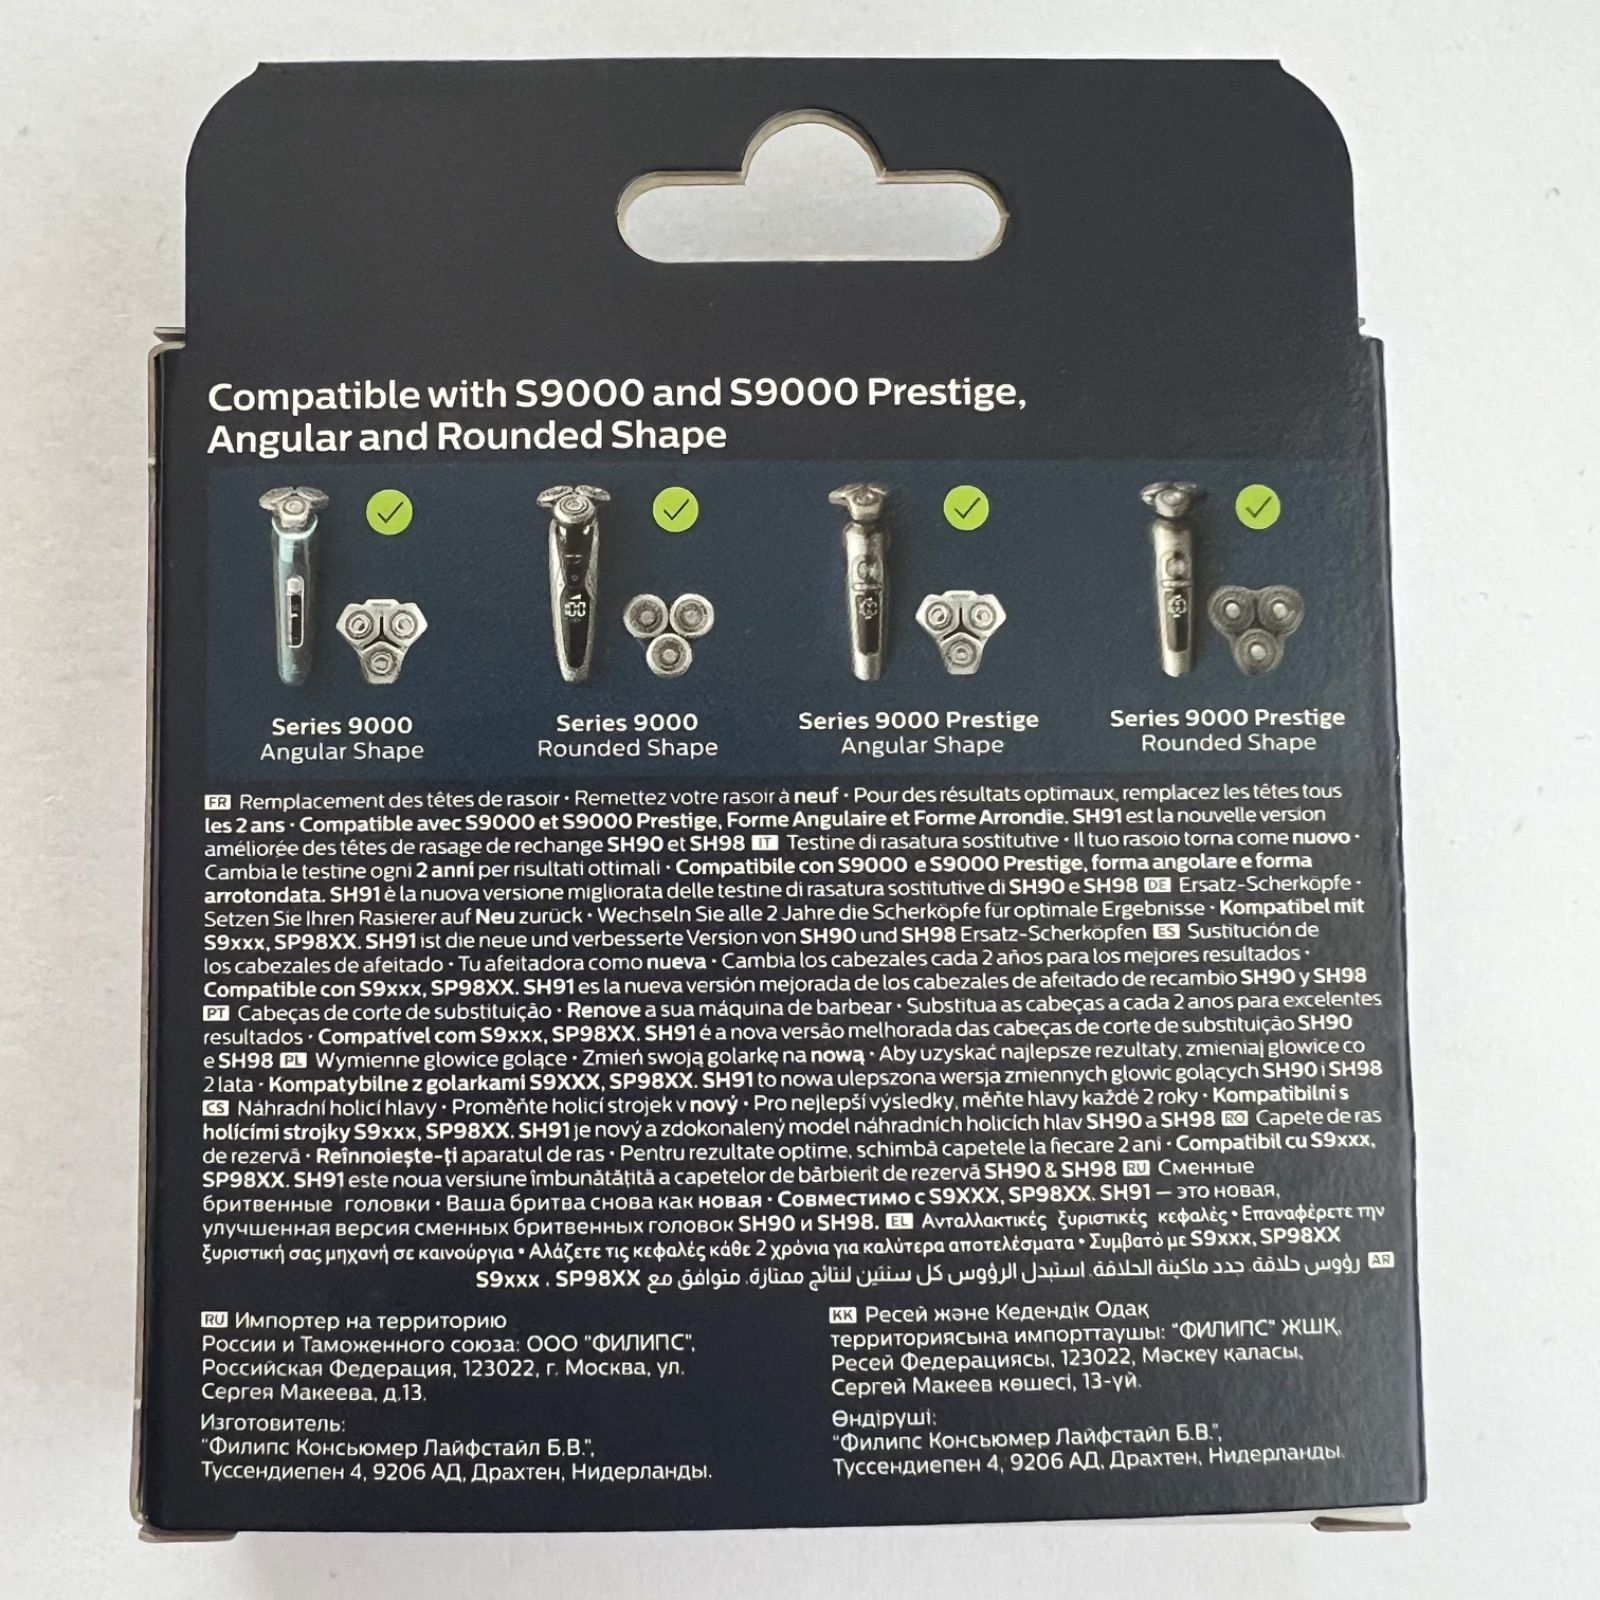 Compatible with S9000 and S9000 Prestige,
Angular and Rounded Shape
100
Series 9000
Angular Shape
Series 9000
Rounded Shape
Series 9000 Prestige
Angular Shape
Series 9000 Prestige
Rounded Shape
FR Remplacement des têtes de rasoir · Remettez votre rasoir à neuf · Pour des résultats optimaux, remplacez les têtes tous
les 2 ans · Compatible avec S9000 et S9000 Prestige, Forme Angulaire et Forme Arrondie. SH91 est la nouvelle version
améliorée des têtes de rasage de rechange SH90 et SH98 IT Testine di rasatura sostitutive · Il tuo rasoio torna come nuovo ·
Cambia le testine ogni 2 anni per risultati ottimali · Compatibile con S9000 e S9000 Prestige, forma angolare e forma
arrotondata. SH91 è la nuova versione migliorata delle testine di rasatura sostitutive di SH90 e SH98 DE Ersatz-Scherköpfe ·
Setzen Sie Ihren Rasierer auf Neu zurück · Wechseln Sie alle 2 Jahre die Scherköpfe für optimale Ergebnisse · Kompatibel mit
S9xxx, SP98XX. SH91 ist die neue und verbesserte Version von SH90 und SH98 Ersatz-Scherköpfen ES Sustitución de
los cabezales de afeitado · Tu afeitadora como nueva · Cambia los cabezales cada 2 años para los mejores resultados ·
Compatible con S9xxx, SP98XX. SH91 es la nueva versión mejorada de los cabezales de afeitado de recambio SH90 y SH98
PT Cabeças de corte de substituição · Renove a sua máquina de barbear · Substitua as cabeças a cada 2 anos para excelentes
resultados · Compatível com S9xxx, SP98XX. SH91 é a nova versão melhorada das cabeças de corte de substituição SH90
e SH98 PL Wymienne głowice golące · Zmień swoją golarkę na nową · Aby uzyskać najlepsze rezultaty, zmieniaj głowice co
2 lata · Kompatybilne z golarkami S9XXX, SP98XX. SH91 to nowa ulepszona wersja zmiennych głowic golących SH90 i SH98
CS Náhradní holicí hlavy · Proměňte holicí strojek v nový · Pro nejlepší výsledky, měňte hlavy každé 2 roky · Kompatibilní s
holícími strojky S9xxx, SP98XX. SH91 je nový a zdokonalený model náhradních holicích hlav SH90 a SH98 RO Capete de ras
de rezervă · Reînnoiește-ți aparatul de ras · Pentru rezultate optime, schimbă capetele la fiecare 2 ani · Compatibil cu S9xxx,
SP98XX. SH91 este noua versiune îmbunătățită a capetelor de bărbierit de rezervă SH90 & SH98 RU Сменные
бритвенные головки · Ваша бритва снова как новая · Совместимо с S9XXX, SP98XX. SH91 — это новая,
улучшенная версия сменных бритвенных головок SH90 и SH98. EL Ανταλλακτικές ξυριστικές κεφαλές • Επαναφέρετε την
ξυριστική σας μηχανή σε καινούργια • Αλάζετε τις κεφαλές κάθε 2 χρόνια για καλύτερα αποτελέσματα • Συμβατό με S9xxx, SP98XX
AR رؤوس حلاقة. جدد ماكينة الحلاقة. استبدل الرؤوس كل سنتين لنتائج ممتازة. متوافق مع S9xxx , SP98XX
RU Импортер на территорию
России и Таможенного союза: ООО "ФИЛИПС",
Российская Федерация, 123022, г. Москва, ул.
Сергея Макеева, д.13.
Изготовитель:
"Филипс Консьюмер Лайфстайл Б.В.",
Туссендиепен 4, 9206 АД, Драхтен, Нидерланды.
KK Ресей және Кедендік Одақ
территориясына импорттаушы: "ФИЛИПС" ЖШҚ,
Ресей Федерациясы, 123022, Мәскеу қаласы,
Сергей Макеев көшесі, 13-үй.
Өндіруші:
"Филипс Консьюмер Лайфстайл Б.В.",
Туссендиепен 4, 9206 АД, Драхтен, Нидерланды.